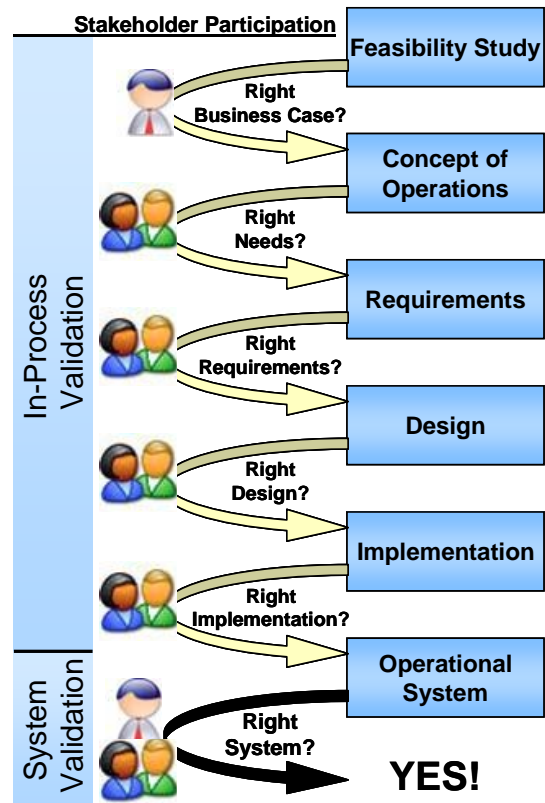 Stakeholder Participation
Feasibility Study
Right
Business Case?
Concept of
Operations
Right
Needs?
Requirements
Right
Requirements?
Design
Right
Design?
Implementation
Right
Implementation?
Operational
System
Right
System?
YES!
In-Process
Validation
System
Validation